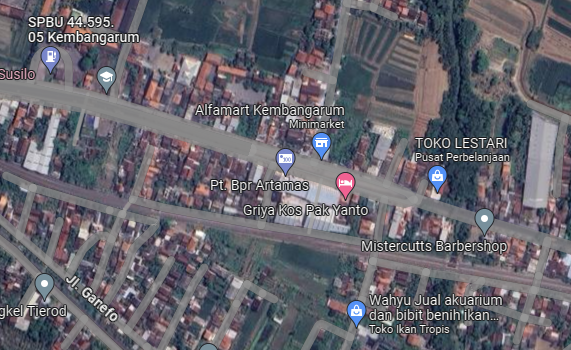 SPBU 44.595.
05 Kembangarum
Susilo
Alfamart Kembangarum
Minimarket
TOKO LESTARI
Pusat Perbelanjaan
Pt. Bpr Artamas
Griya Kos Pak Yanto
Mistercutts Barbershop
Jl. Gareto
gkel Tjerod
Wahyu Jual akuarium
dan bibit benih ikan...
Toko Ikan Tropis